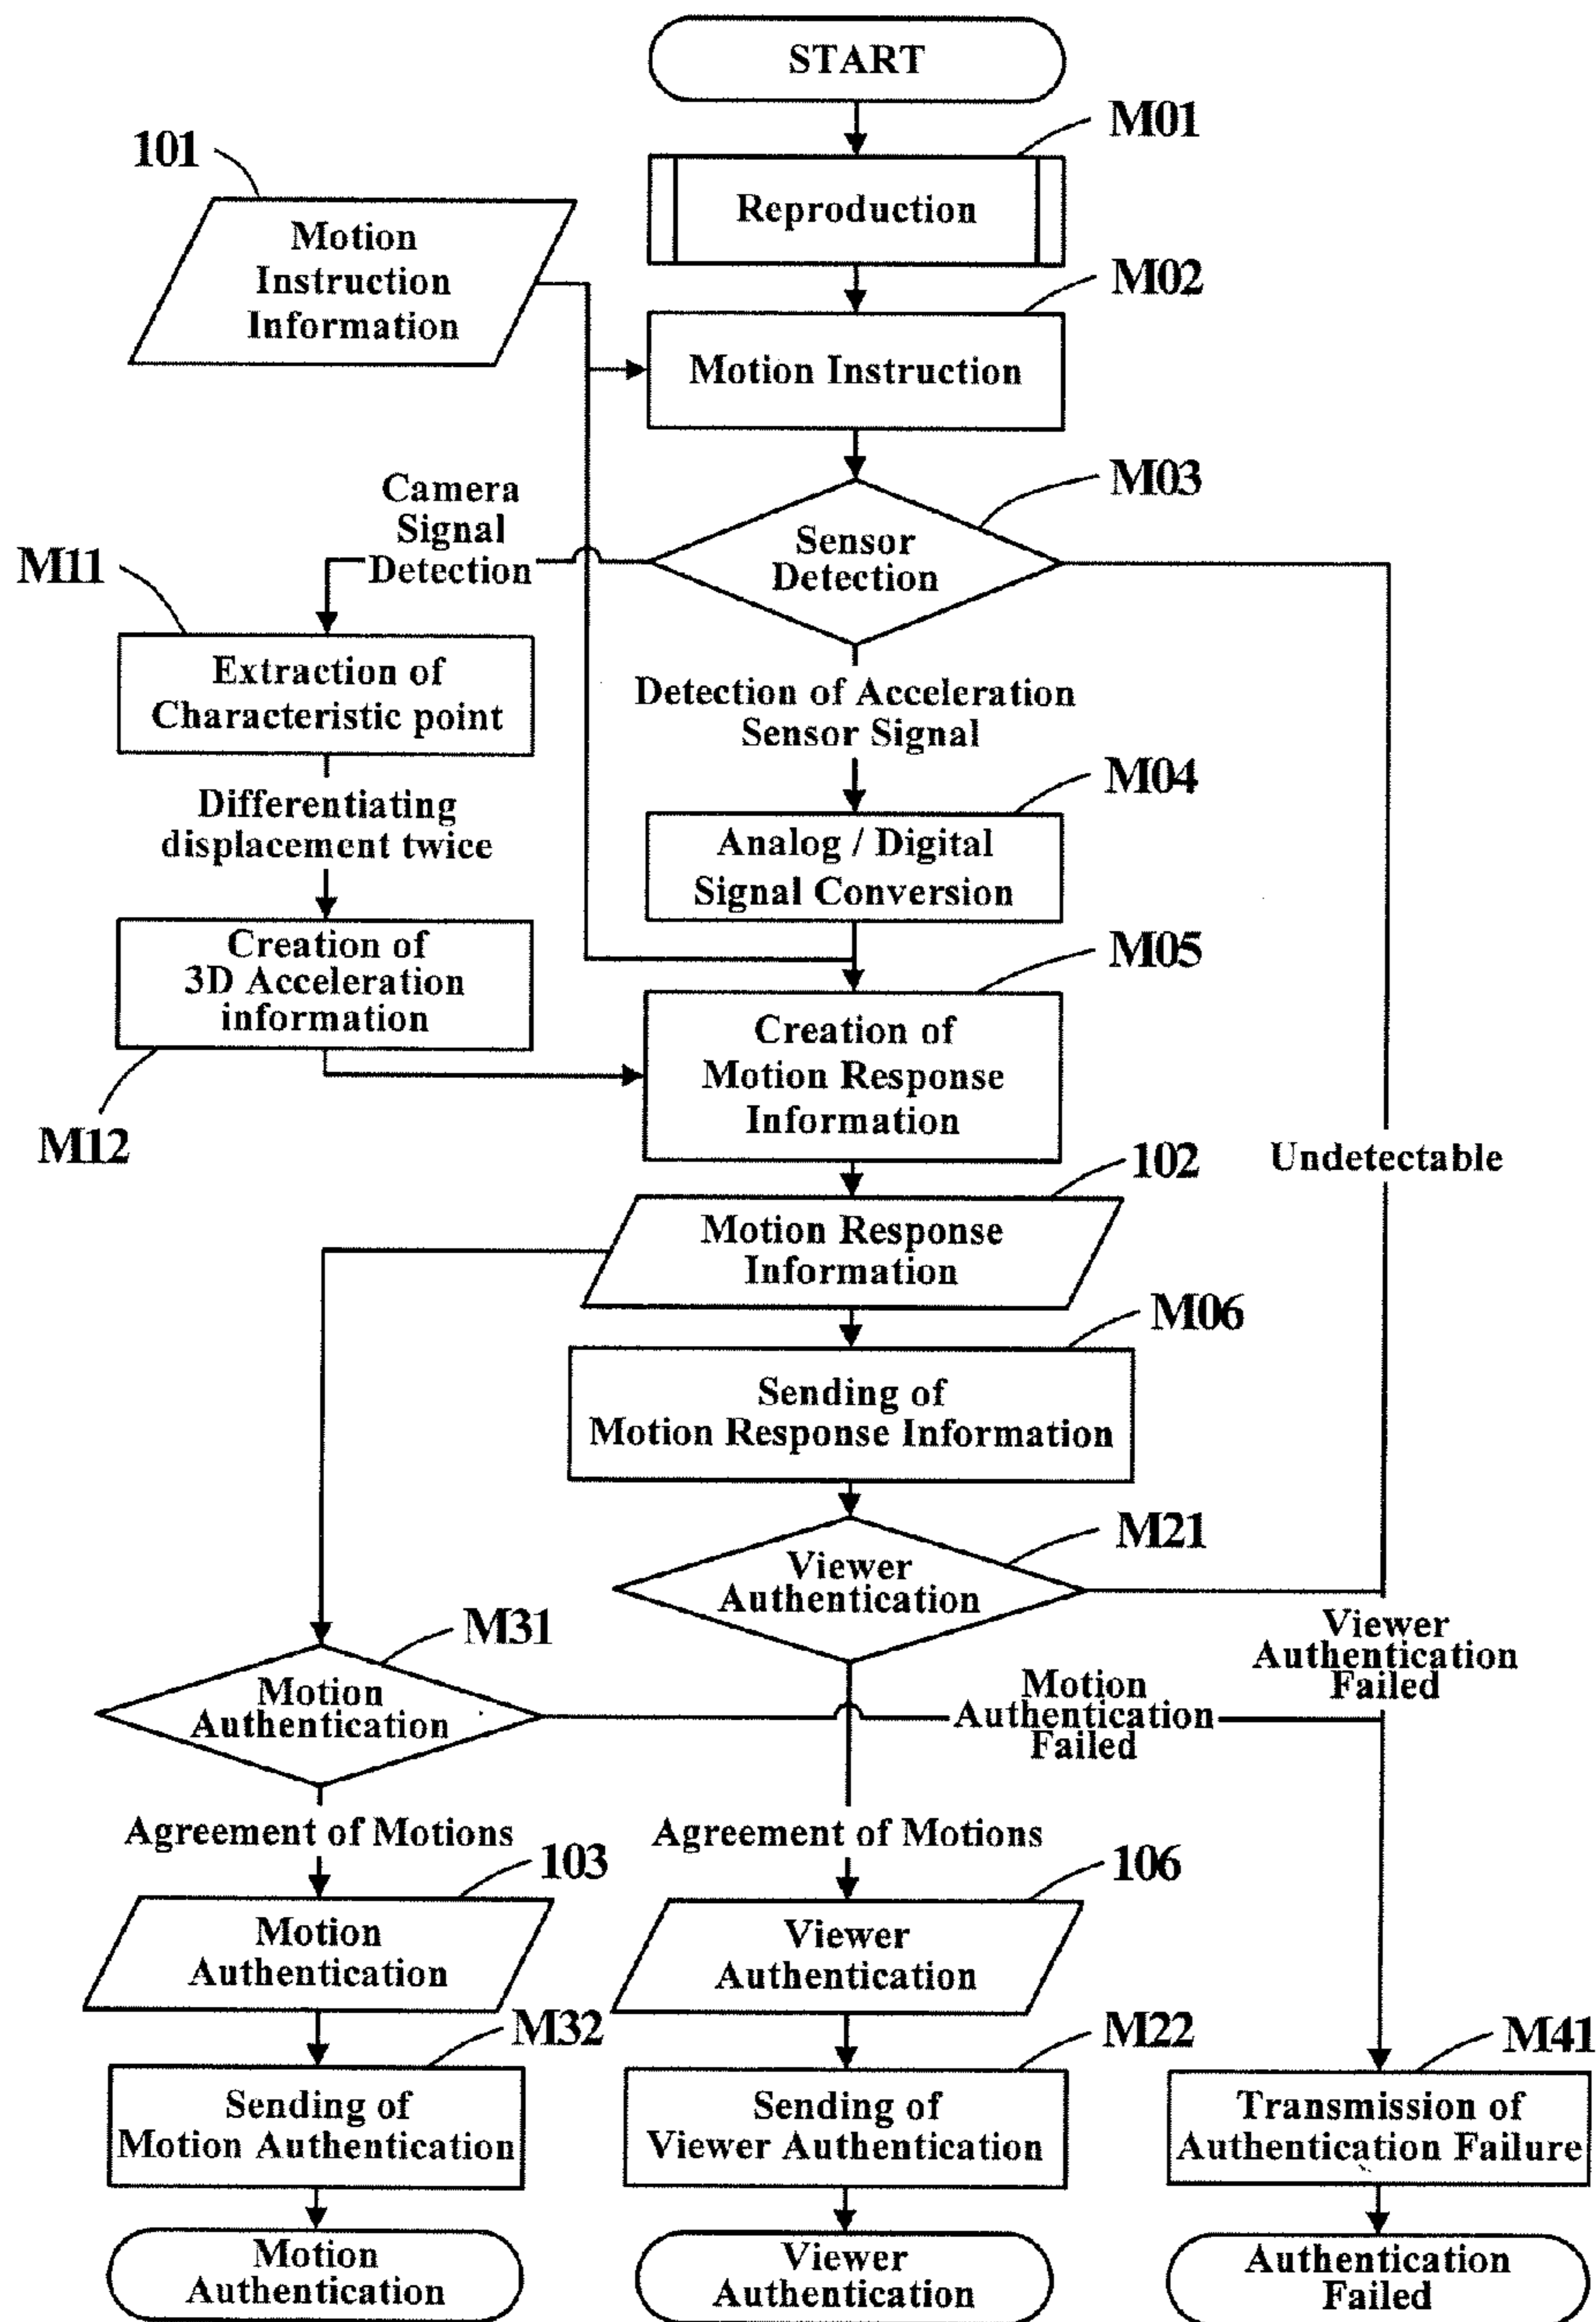 START
M01
101
Reproduction
Motion
Instruction
Information
M02
Motion Instruction
M03
Camera
Signal
Detection
Sensor
Detection
M11
Extraction of
Characteristic point
Detection of Acceleration
Sensor Signal
M04
Differentiating
displacement twice
Analog / Digital
Signal Conversion
M05
Creation of
3D Acceleration
information
Creation of
Motion Response
Information
M12
102
Undetectable
Motion Response
Information
M06
Sending of
Motion Response Information
M21
Viewer
Authentication
M31
Viewer
Authentication
Failed
Motion
Authentication
Motion
Authentication
Failed
Agreement of Motions
Agreement of Motions
103
106
Motion
Authentication
Viewer
Authentication
M32
M22
M41
Sending of
Motion Authentication
Sending of
Viewer Authentication
Transmission of
Authentication Failure
Motion
Authentication
Viewer
Authentication
Authentication
Failed